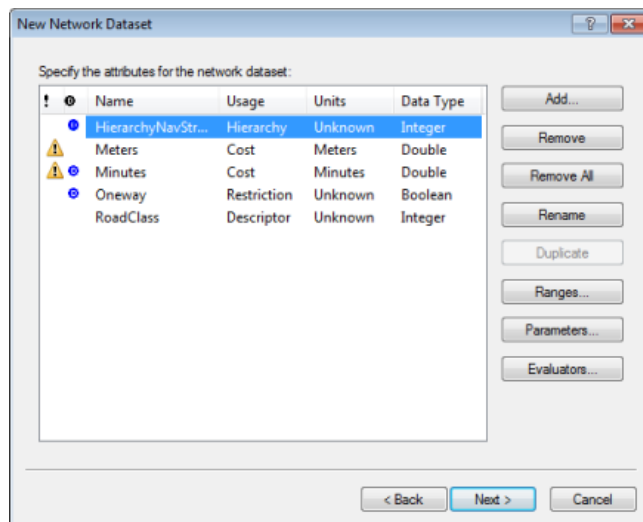 New Network Dataset
Specify the attributes for the network dataset:
! Name Usage Units Data Type
HierarchyNavStr... Hierarchy Unknown Integer
Meters Cost Meters Double
Minutes Cost Minutes Double
Oneway Restriction Unknown Boolean
RoadClass Descriptor Unknown Integer
Add...
Remove
Remove All
Rename
Duplicate
Ranges...
Parameters...
Evaluators...
< Back Next > Cancel